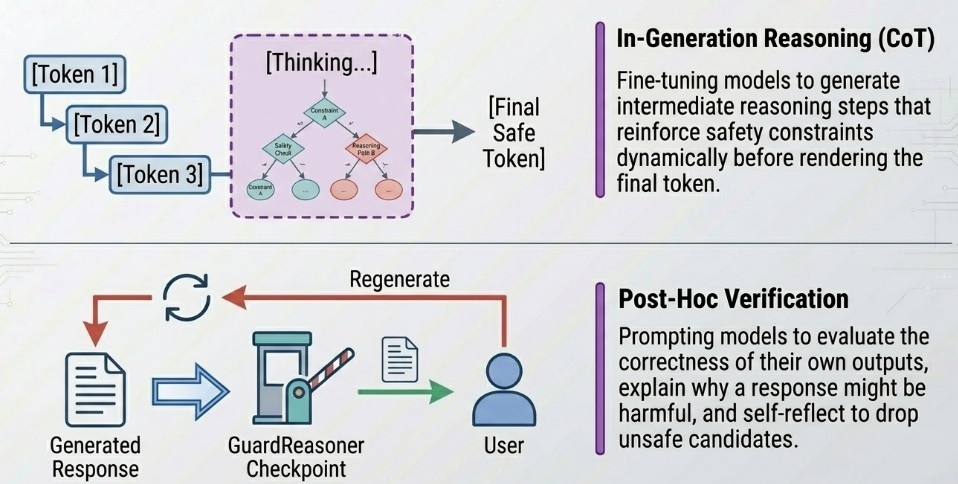 [Token 1]
[Token 2]
[Token 3]
[Thinking...]
Constraint
A
Reasoning
Path B
A
...
...
...
[Final
Safe
Token]
In-Generation Reasoning (CoT)
Fine-tuning models to generate
intermediate reasoning steps that
reinforce safety constraints
dynamically before rendering the
final token.
Regenerate
Generated
Response
GuardReasoner
Checkpoint
User
Post-Hoc Verification
Prompting models to evaluate the
correctness of their own outputs,
explain why a response might be
harmful, and self-reflect to drop
unsafe candidates.